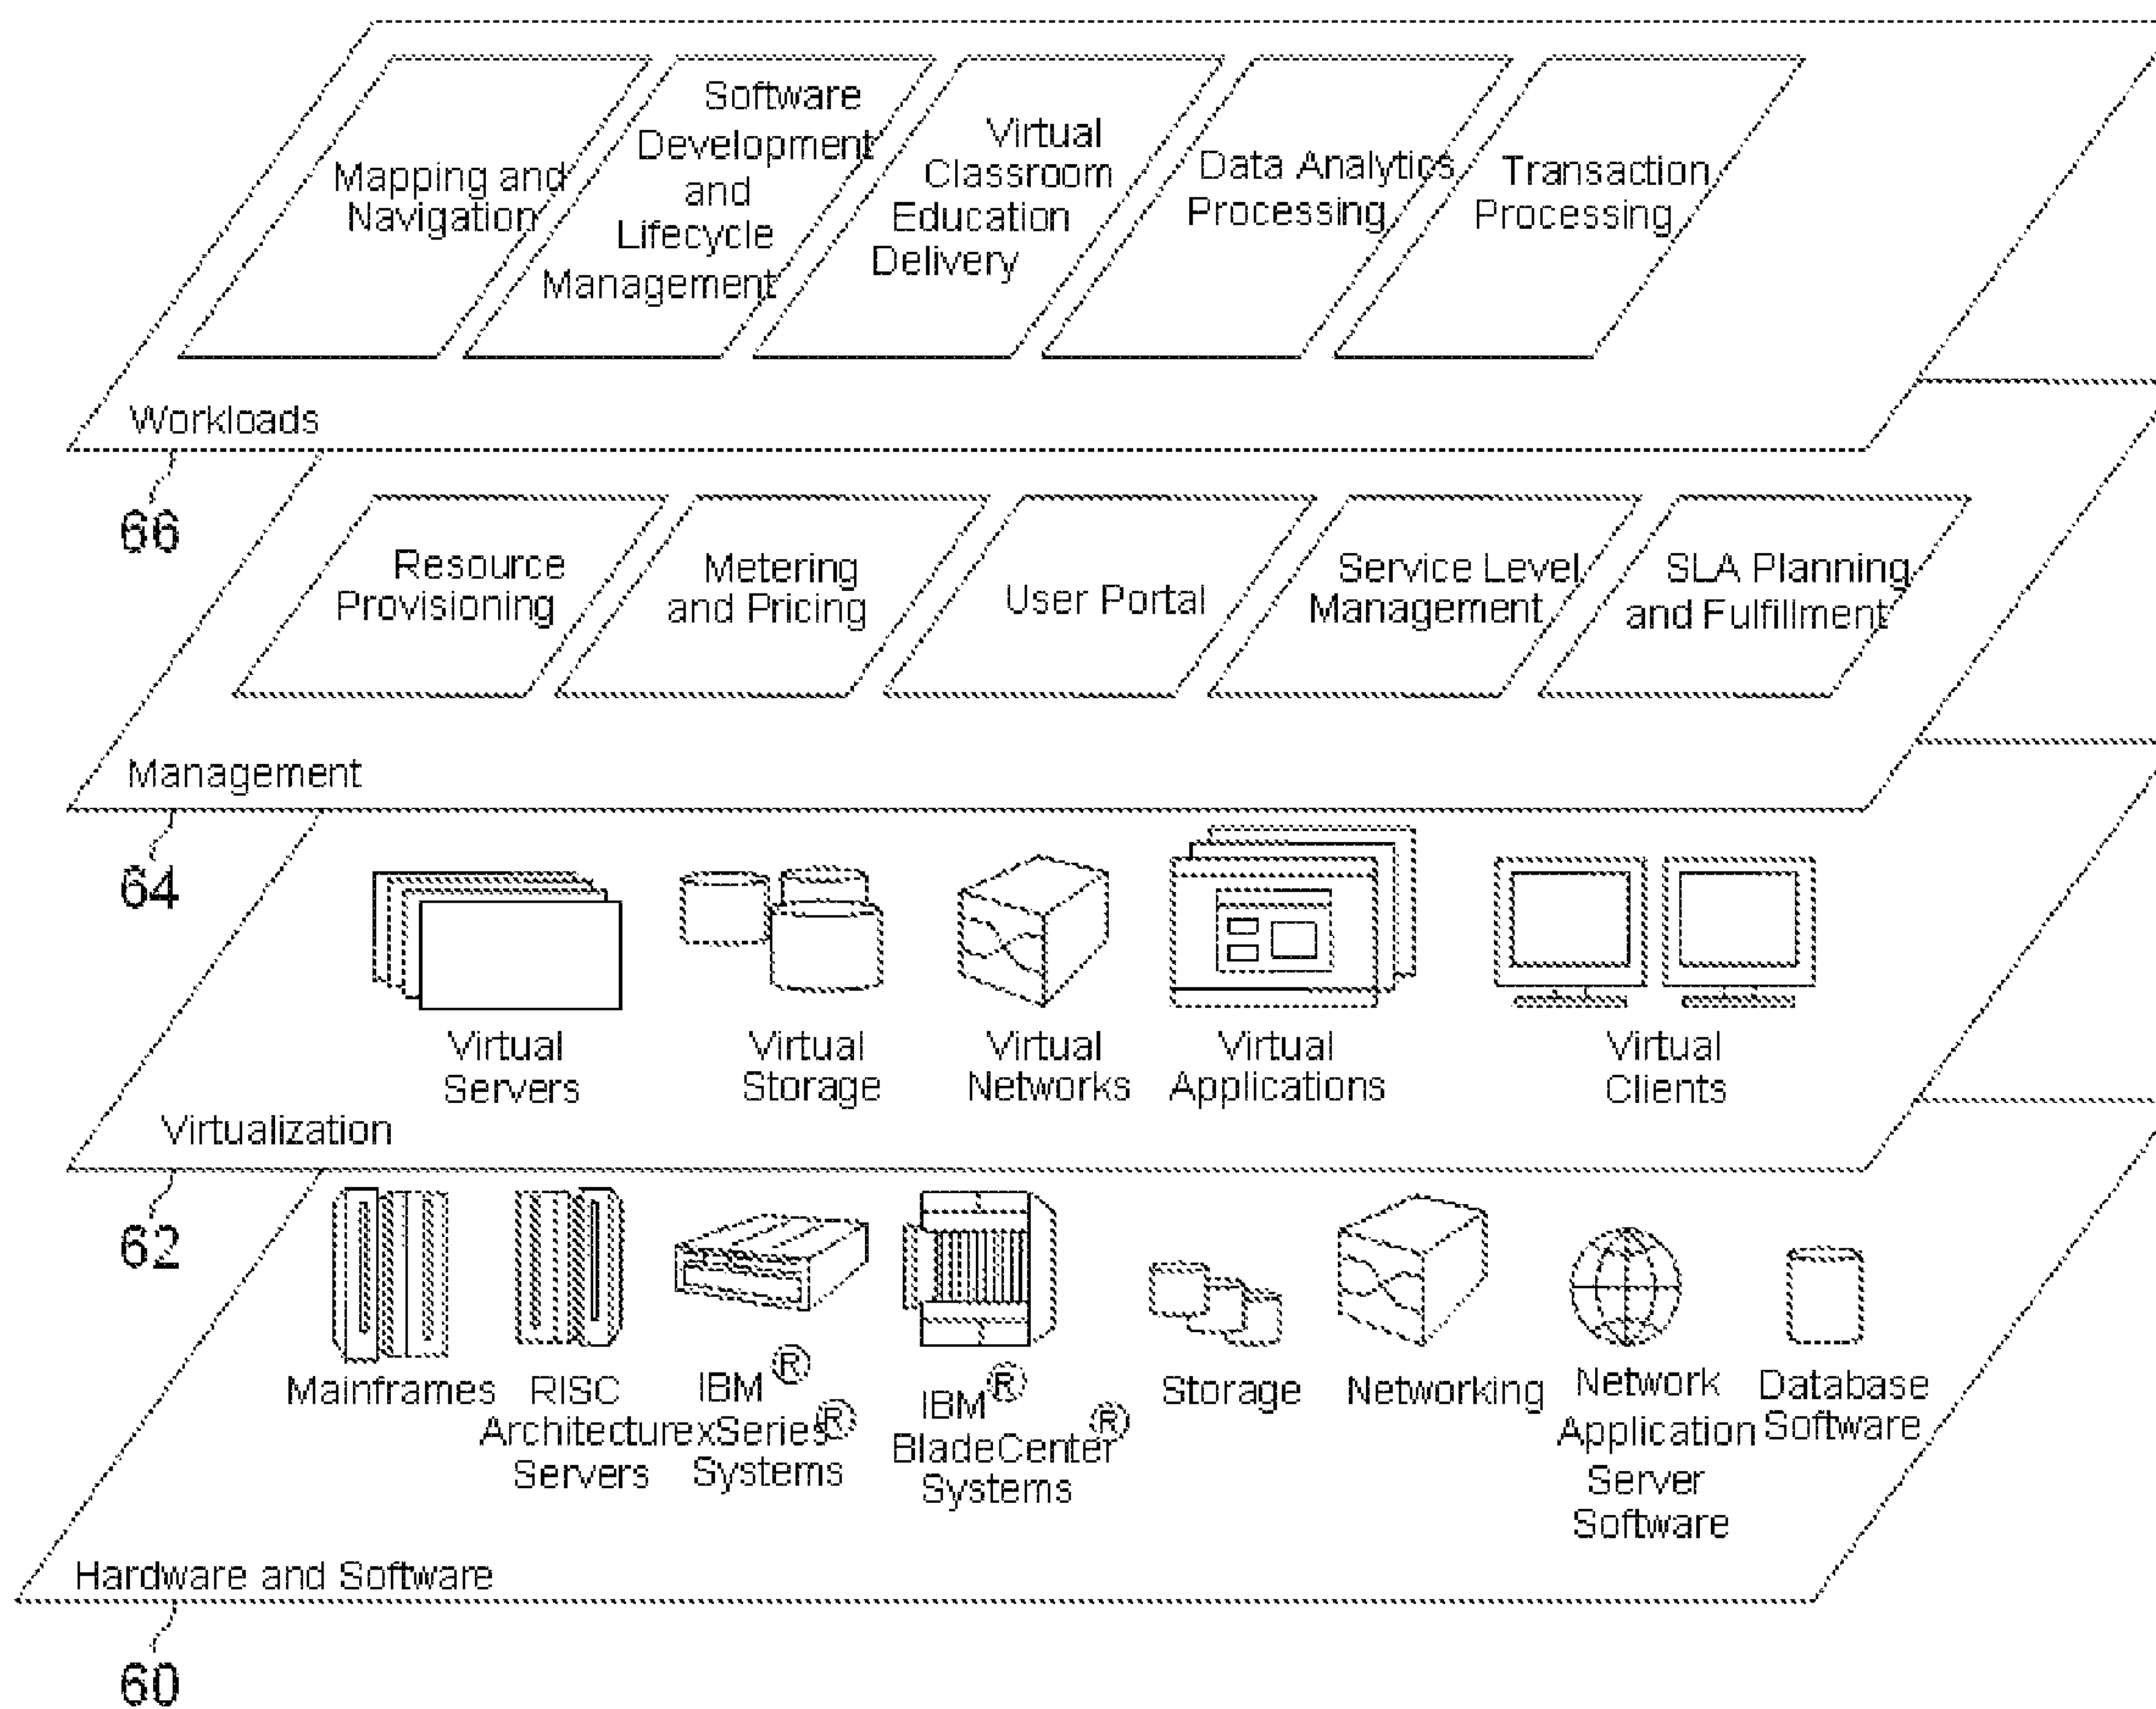 Mapping and
Navigation
Software
Development
and
Lifecycle
Management
Virtual
Classroom
Education
Delivery
Data Analytics
Processing
Transaction
Processing
Workloads
66
Resource
Provisioning
Metering
and Pricing
User Portal
Service Level
Management
SLA Planning
and Fulfillment
Management
64
Virtual
Servers
Virtual
Storage
Virtual
Networks
Virtual
Applications
Virtual
Clients
Virtualization
62
Mainframes
RISC
Architectur
Servers
IBM®
xSeries®
Systems
IBM®
BladeCenter®
Systems
Storage
Networking
Network
Application
Server
Software
Database
Software
Hardware and Software
60